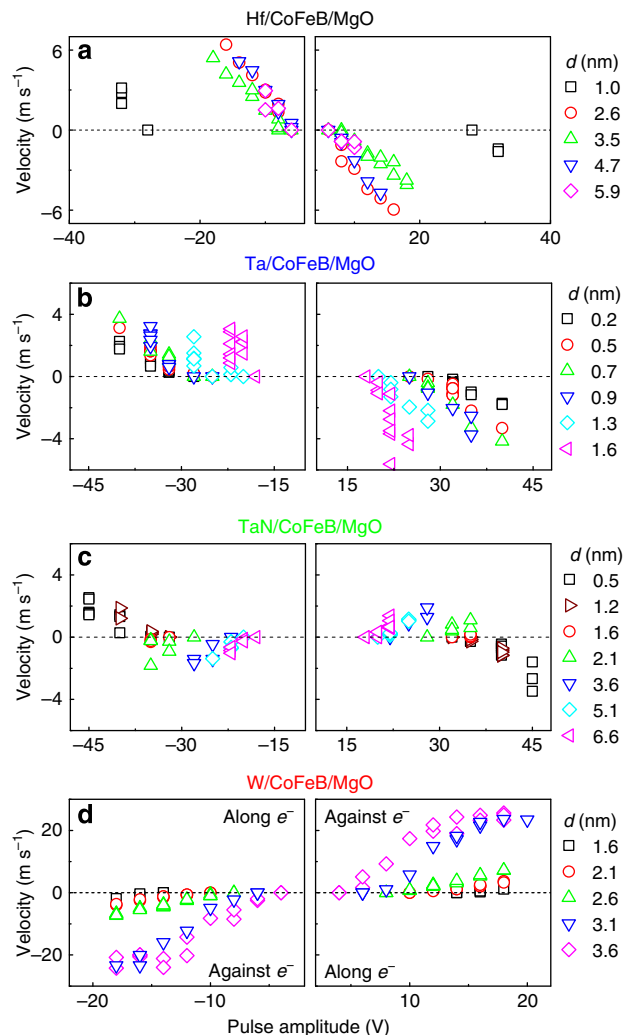 Hf/CoFeB/MgO
a
Velocity (m s⁻¹)
6
0
−6
−40
−20
20
40
d (nm)
1.0
2.6
3.5
4.7
5.9
Ta/CoFeB/MgO
b
Velocity (m s⁻¹)
4
0
−4
−45
−30
−15
15
30
45
d (nm)
0.2
0.5
0.7
0.9
1.3
1.6
TaN/CoFeB/MgO
c
Velocity (m s⁻¹)
4
0
−4
−45
−30
−15
15
30
45
d (nm)
0.5
1.2
1.6
2.1
3.6
5.1
6.6
W/CoFeB/MgO
d
Along e⁻
Against e⁻
Velocity (m s⁻¹)
20
0
−20
Against e⁻
Along e⁻
−20
−10
10
20
d (nm)
1.6
2.1
2.6
3.1
3.6
Pulse amplitude (V)